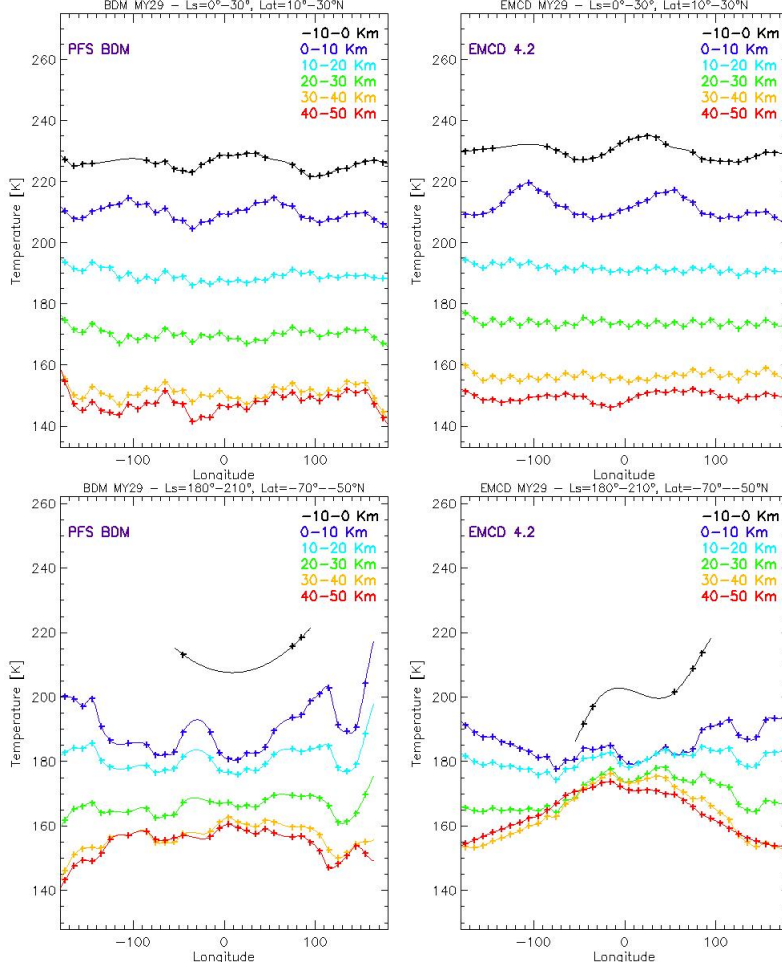 BDM MY29 – Ls=0°–30°, Lat=10°–30°N
PFS BDM
–10–0 Km
0–10 Km
10–20 Km
20–30 Km
30–40 Km
40–50 Km
Temperature [K]
260
240
220
200
180
160
140
–100
0
100
Longitude
EMCD MY29 – Ls=0°–30°, Lat=10°–30°N
EMCD 4.2
–10–0 Km
0–10 Km
10–20 Km
20–30 Km
30–40 Km
40–50 Km
Temperature [K]
260
240
220
200
180
160
140
–100
0
100
Longitude
BDM MY29 – Ls=180°–210°, Lat=–70°––50°N
PFS BDM
–10–0 Km
0–10 Km
10–20 Km
20–30 Km
30–40 Km
40–50 Km
Temperature [K]
260
240
220
200
180
160
140
–100
0
100
Longitude
EMCD MY29 – Ls=180°–210°, Lat=–70°––50°N
EMCD 4.2
–10–0 Km
0–10 Km
10–20 Km
20–30 Km
30–40 Km
40–50 Km
Temperature [K]
260
240
220
200
180
160
140
–100
0
100
Longitude